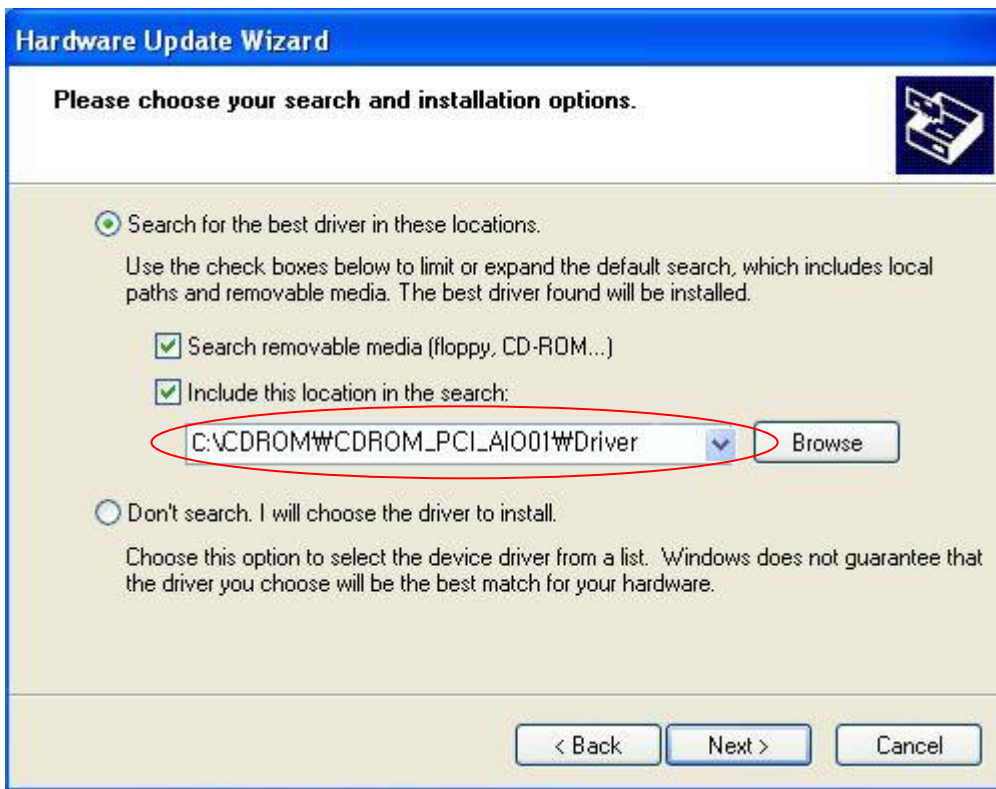 Hardware Update Wizard
Please choose your search and installation options.
Search for the best driver in these locations.
Use the check boxes below to limit or expand the default search, which includes local
paths and removable media. The best driver found will be installed.
Search removable media (floppy, CD-ROM...)
Include this location in the search:
C:\CDROM₩CDROM_PCI_AIO01₩Driver
Browse
Don't search. I will choose the driver to install.
Choose this option to select the device driver from a list. Windows does not guarantee that
the driver you choose will be the best match for your hardware.
< Back Next > Cancel